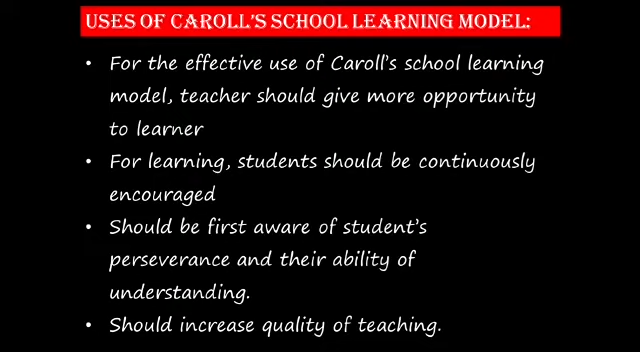 USES OF CAROLL'S SCHOOL LEARNING MODEL:
• For the effective use of Caroll's school learning
model, teacher should give more opportunity
to learner
• For learning, students should be continuously
encouraged
• Should be first aware of student's
perseverance and their ability of
understanding.
• Should increase quality of teaching.